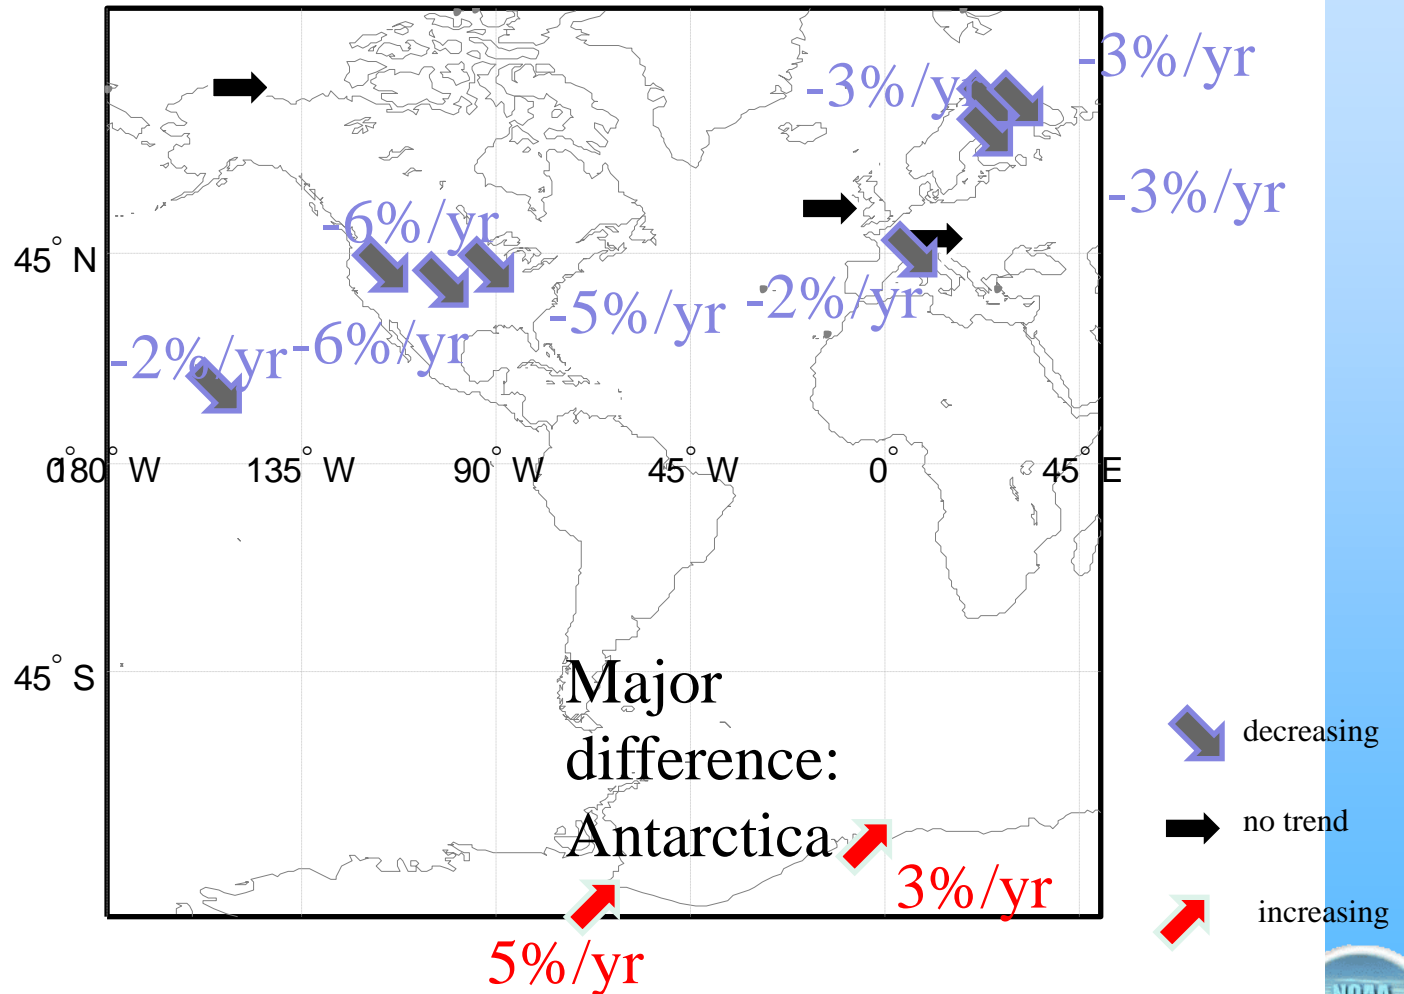 -3%/yr
-3%/yr
-3%/yr
-6%/yr
45° N
-2%/yr
-5%/yr
-2%/yr
-6%/yr
0°
180° W
135° W
90° W
45° W
0°
45° E
45° S
Major
difference:
Antarctica
decreasing
no trend
3%/yr
increasing
5%/yr
NOAA